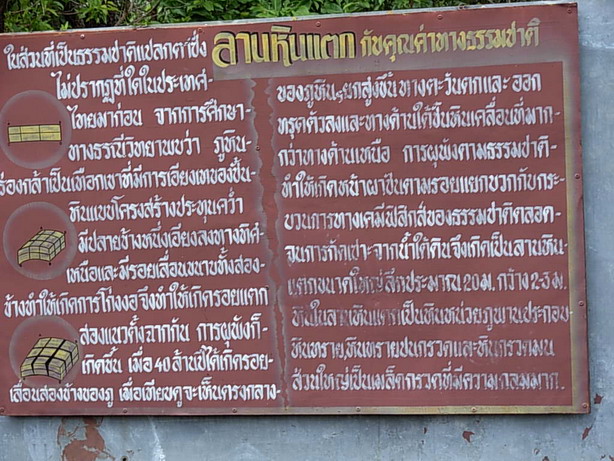 ลานหินแตก กับคุณค่าทางธรรมชาติ
ในส่วนที่เป็นธรรมชาติแปลกตาซึ่ง
ไม่ปรากฏที่ใดในประเทศ-
ไทยมาก่อน จากการศึกษา-
ทางธรณีวิทยาพบว่า ภูหิน-
ร่องกล้าเป็นเทือกเขาที่มีการเอียงเทของชั้น-
หินแบบโครงสร้างประทุนคว่ำ
มีปลายข้างหนึ่งเอียงลงทางทิศ-
เหนือและมีรอยเลื่อนขนาบทั้งสอง-
ข้างทำให้เกิดการโก่งงอจึงทำให้เกิดรอยแตก
สองแนวตั้งฉากกัน การผุพังก็-
เกิดขึ้น เมื่อ 40 ล้านปีได้เกิดรอย-
เลื่อนสองข้างของภู เมื่อเทียบดูจะเห็นตรงกลาง-
ของภูหินฯยกสูงขึ้น ทางตะวันตกและ ออก
ทรุดตัวลงและทางด้านใต้ชั้นหินเคลื่อนที่มาก-
กว่าทางด้านเหนือ การผุพังตามธรรมชาติ-
ทำให้เกิดหน้าผาชันตามรอยแยกบวกกับกระ-
บวนการทางเคมีฟิสิกส์ของธรรมชาติตลอด-
จนการกัดเซาะจากน้ำใต้ดินจึงเกิดเป็นลานหิน-
แตกขนาดใหญ่ลึกประมาณ 20 ม. กว้าง 2-3 ม.
หินในลานหินแตกเป็นหินหน่วยภูพานประกอบ-
หินทราย,หินทรายปนกรวดและหินกรวดมน
ส่วนใหญ่เป็นเม็ดกรวดที่มีความกลมมาก.